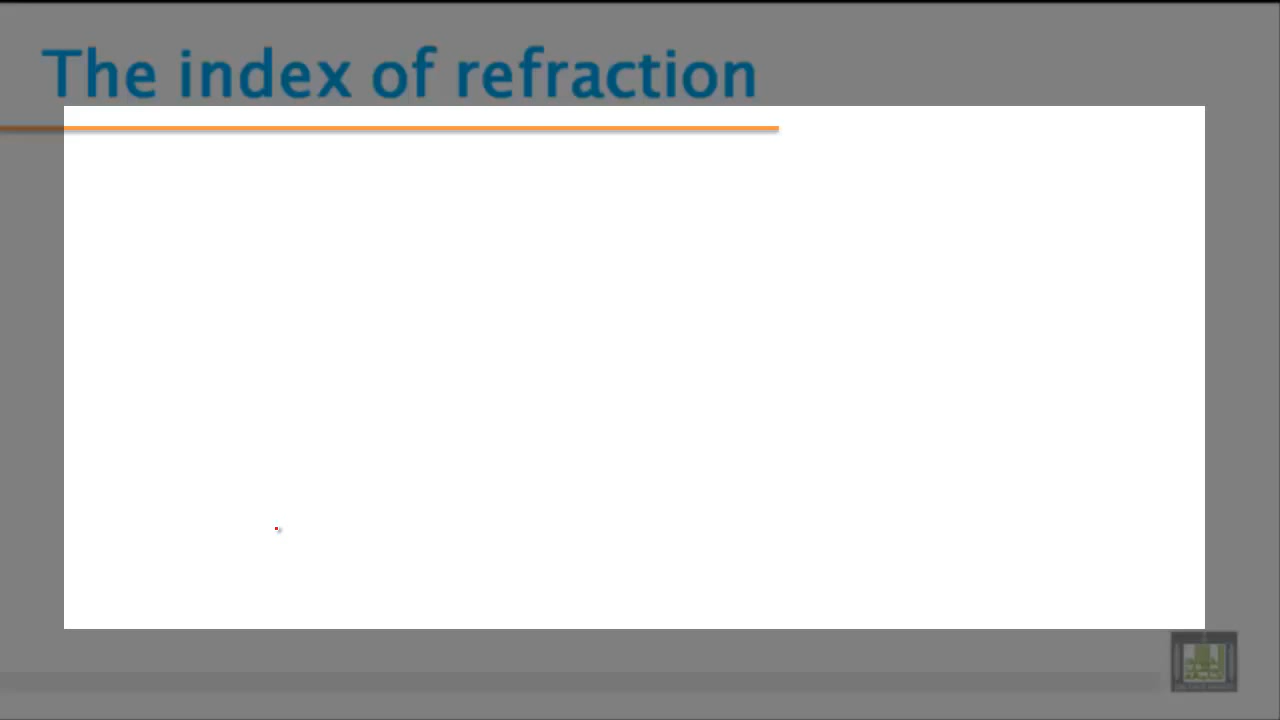 The index of refraction